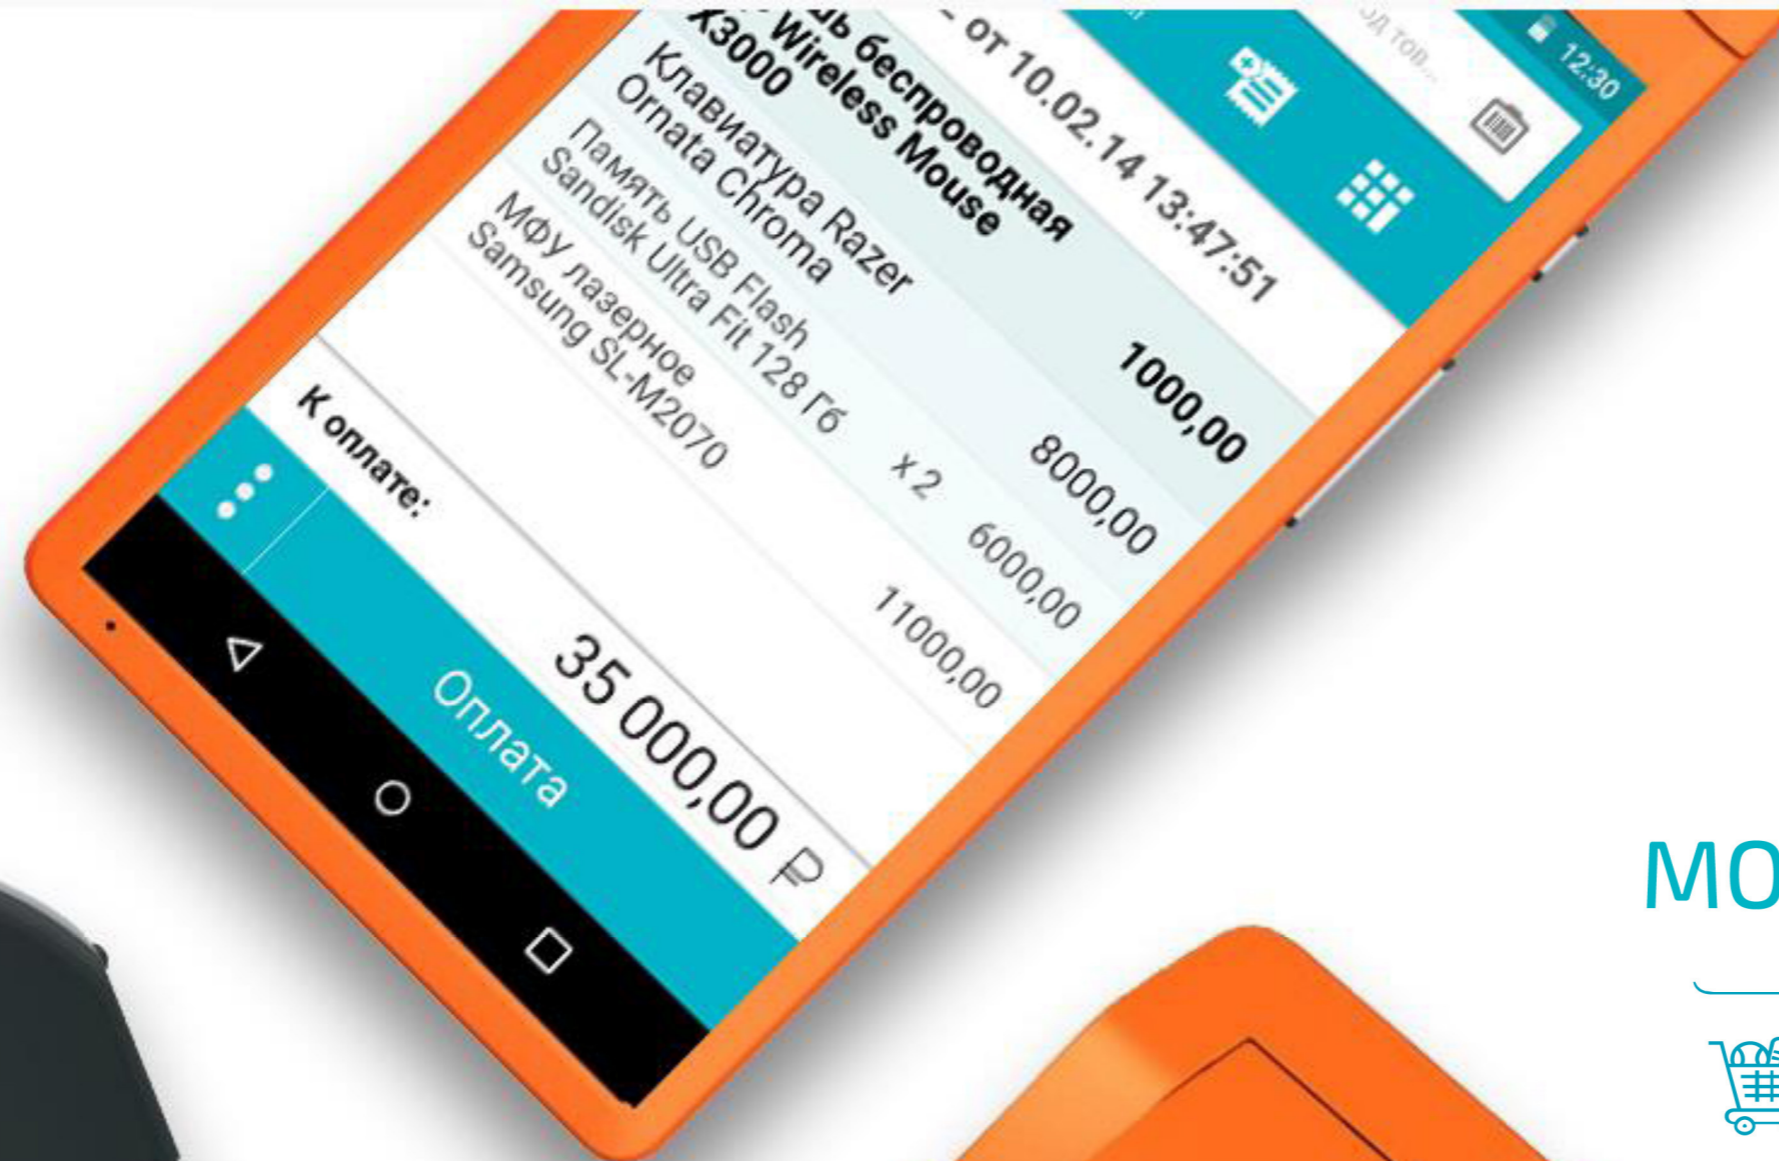 12:30
от 10.02.14 13:47:51
беспроводная
Wireless Mouse
X3000
1000,00
Клавиатура Razer
Ornata Chroma
8000,00
Память USB Flash
Sandisk Ultra Fit 128 Гб
x 2
6000,00
МФУ лазерное
Samsung SL-M2070
11000,00
К оплате:
35 000,00 ₽
Оплата
МО